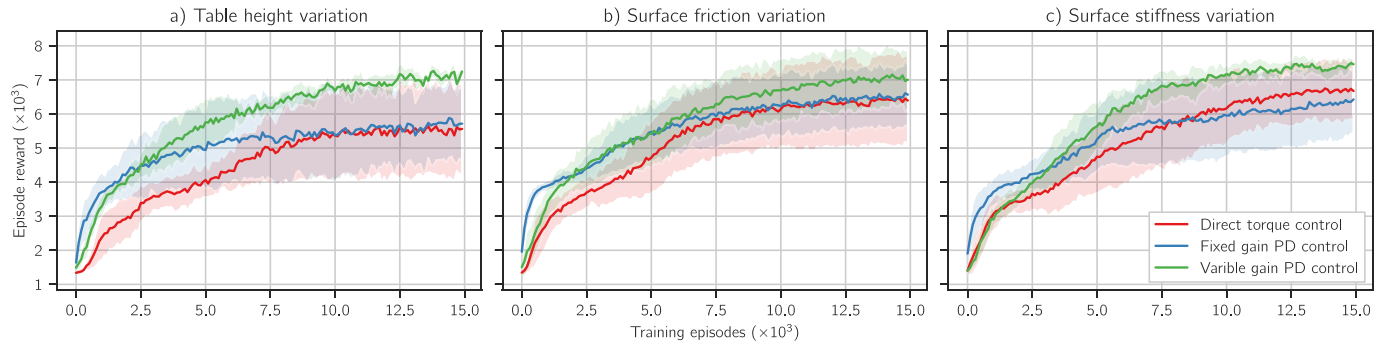 a) Table height variation
b) Surface friction variation
c) Surface stiffness variation
Episode reward (×10³)
8
7
6
5
4
3
2
1
0.0 2.5 5.0 7.5 10.0 12.5 15.0
0.0 2.5 5.0 7.5 10.0 12.5 15.0
0.0 2.5 5.0 7.5 10.0 12.5 15.0
Training episodes (×10³)
Direct torque control
Fixed gain PD control
Varible gain PD control